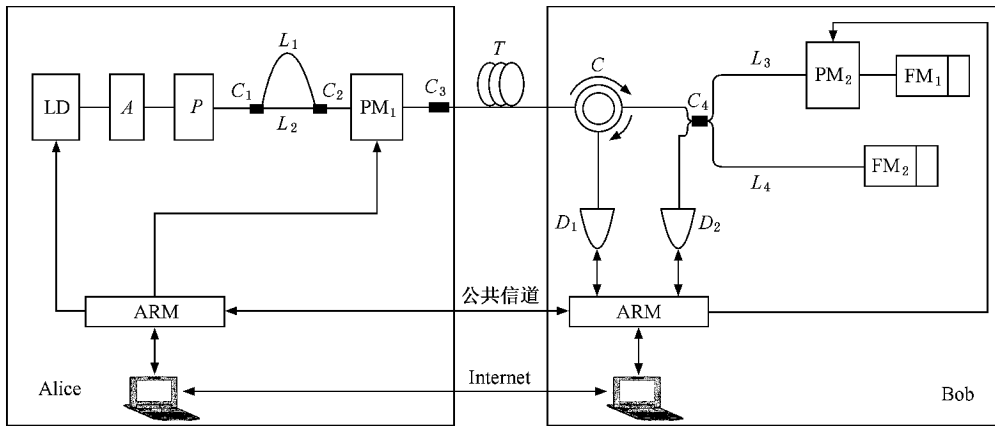 LD
A
P
C₁
L₁
L₂
C₂
PM₁
C₃
T
C
C₄
L₃
PM₂
FM₁
L₄
FM₂
D₁
D₂
ARM
公共信道
ARM
Alice
Internet
Bob